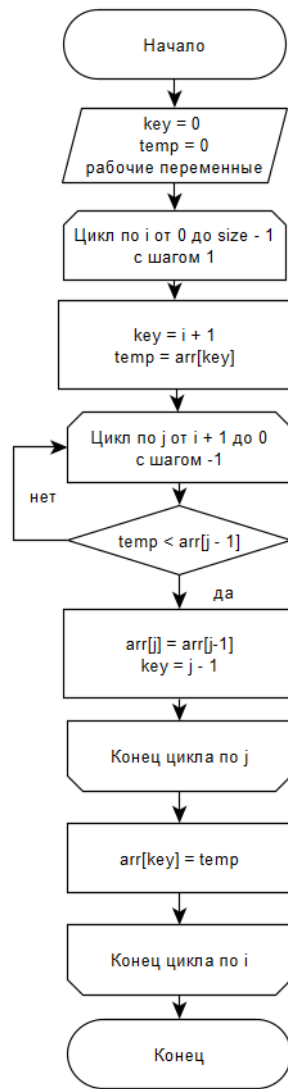 Начало
key = 0
temp = 0
рабочие переменные
Цикл по i от 0 до size - 1
с шагом 1
key = i + 1
temp = arr[key]
Цикл по j от i + 1 до 0
с шагом -1
нет
temp < arr[j - 1]
да
arr[j] = arr[j-1]
key = j - 1
Конец цикла по j
arr[key] = temp
Конец цикла по i
Конец